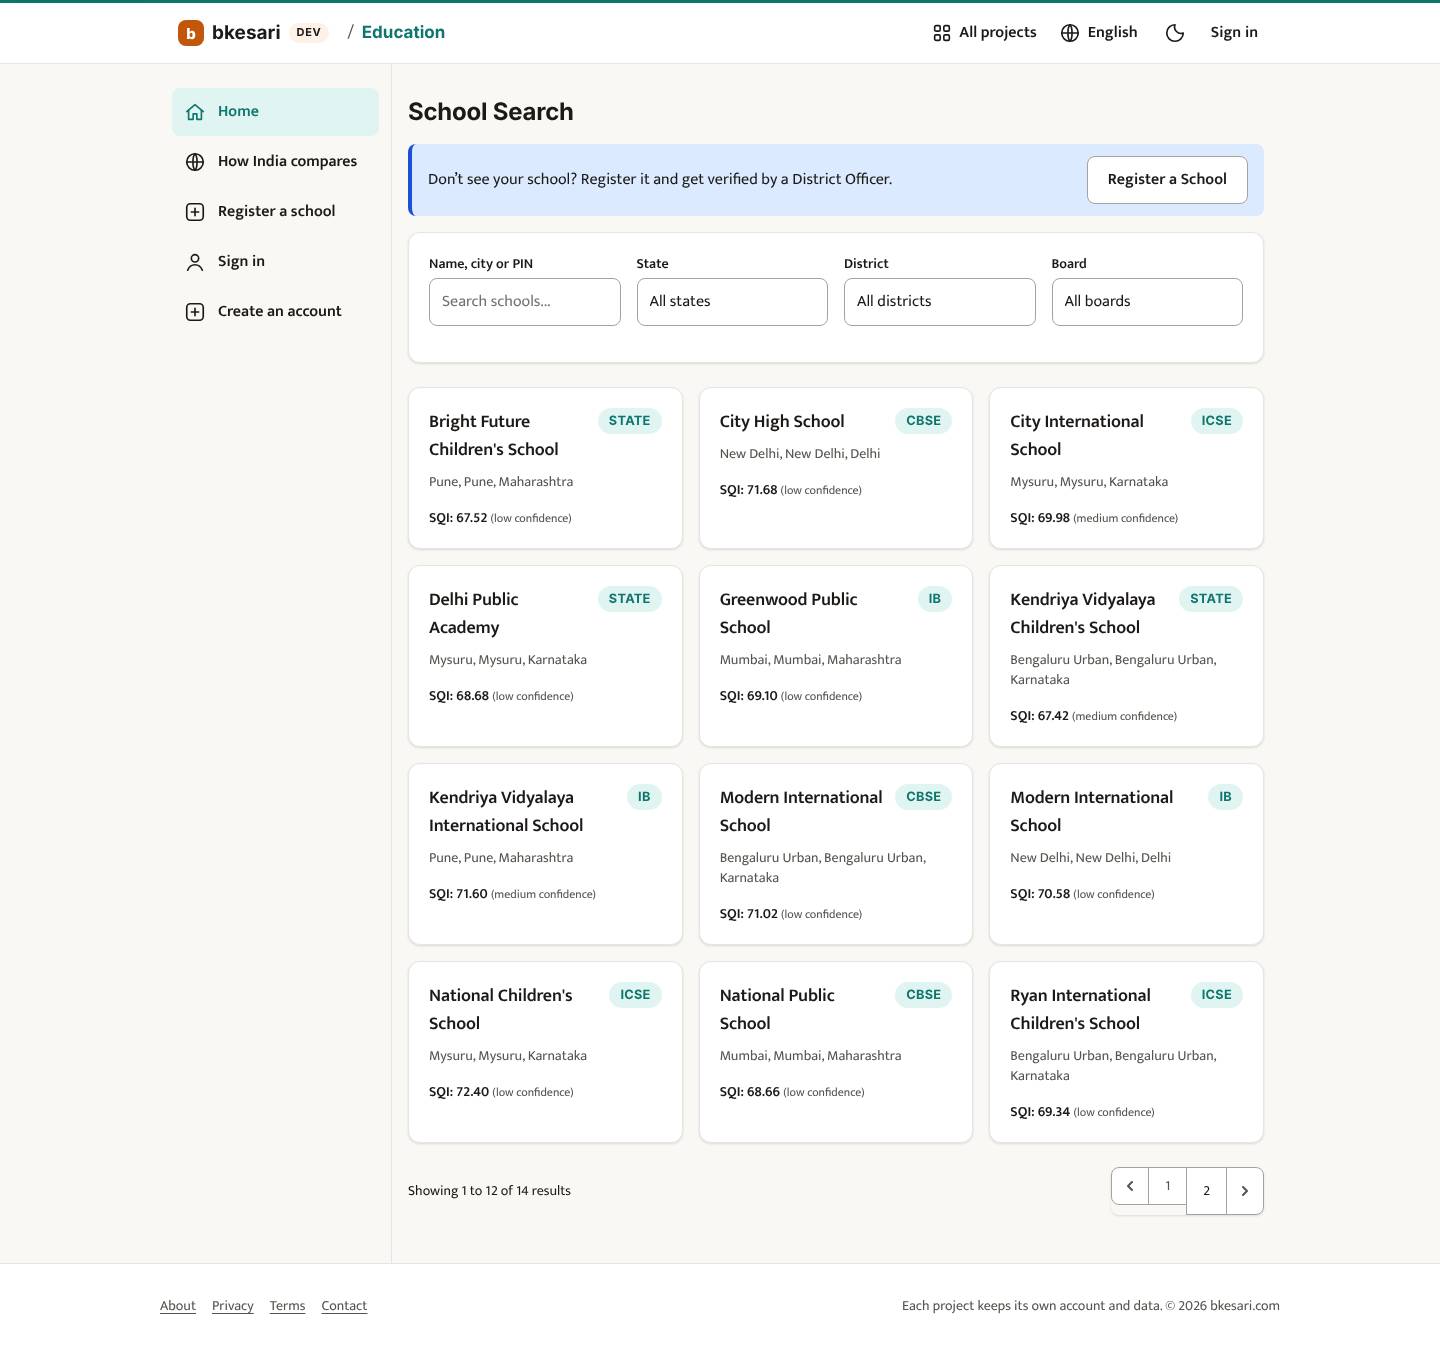 b bkesari DEV / Education
All projects English Sign in
Home
How India compares
Register a school
Sign in
Create an account
School Search
Don’t see your school? Register it and get verified by a District Officer.
Register a School
Name, city or PIN
Search schools...
State
All states
District
All districts
Board
All boards
Bright Future
Children's School
STATE
Pune, Pune, Maharashtra
SQI: 67.52 (low confidence)
City High School
CBSE
New Delhi, New Delhi, Delhi
SQI: 71.68 (low confidence)
City International
School
ICSE
Mysuru, Mysuru, Karnataka
SQI: 69.98 (medium confidence)
Delhi Public
Academy
STATE
Mysuru, Mysuru, Karnataka
SQI: 68.68 (low confidence)
Greenwood Public
School
IB
Mumbai, Mumbai, Maharashtra
SQI: 69.10 (low confidence)
Kendriya Vidyalaya
Children's School
STATE
Bengaluru Urban, Bengaluru Urban,
Karnataka
SQI: 67.42 (medium confidence)
Kendriya Vidyalaya
International School
IB
Pune, Pune, Maharashtra
SQI: 71.60 (medium confidence)
Modern International
School
CBSE
Bengaluru Urban, Bengaluru Urban,
Karnataka
SQI: 71.02 (low confidence)
Modern International
School
IB
New Delhi, New Delhi, Delhi
SQI: 70.58 (low confidence)
National Children's
School
ICSE
Mysuru, Mysuru, Karnataka
SQI: 72.40 (low confidence)
National Public
School
CBSE
Mumbai, Mumbai, Maharashtra
SQI: 68.66 (low confidence)
Ryan International
Children's School
ICSE
Bengaluru Urban, Bengaluru Urban,
Karnataka
SQI: 69.34 (low confidence)
Showing 1 to 12 of 14 results
1 2
About Privacy Terms Contact
Each project keeps its own account and data. © 2026 bkesari.com